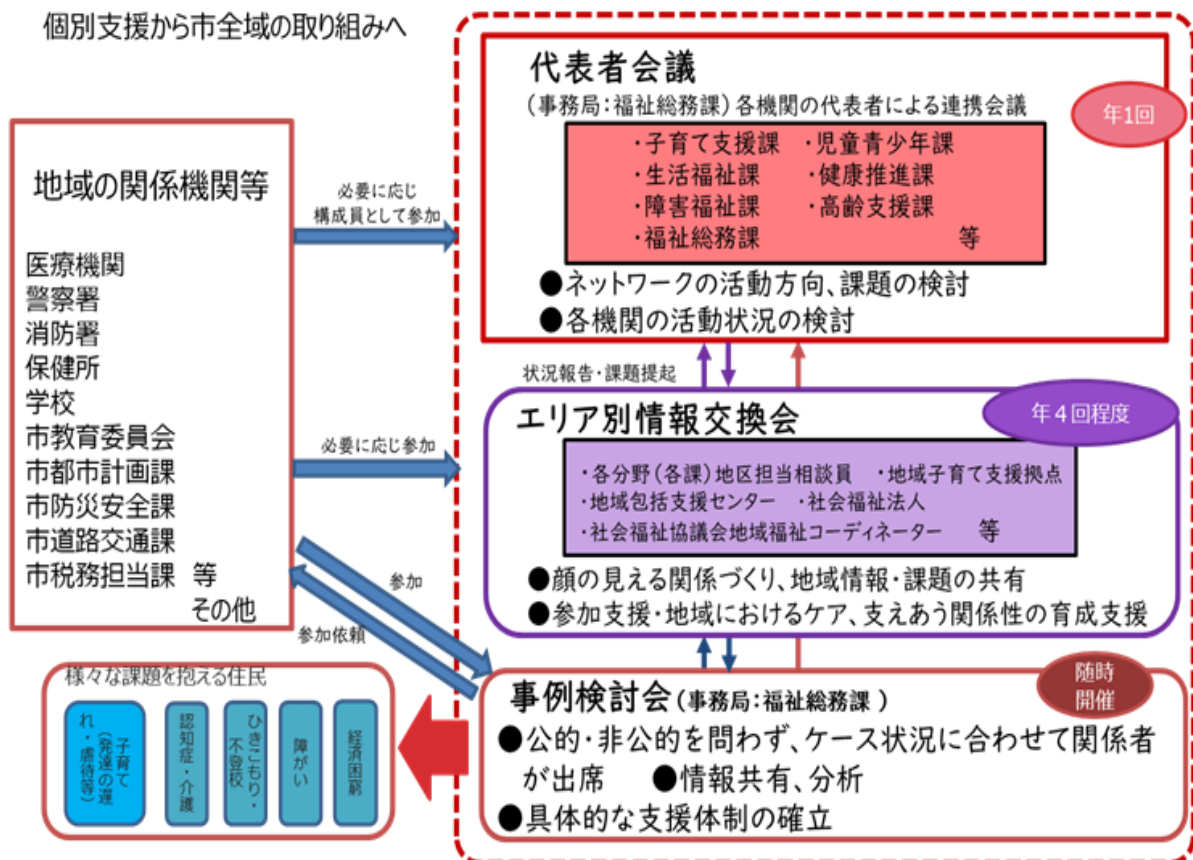 個別支援から市全域の取り組みへ
地域の関係機関等
医療機関
警察署
消防署
保健所
学校
市教育委員会
市都市計画課
市防災安全課
市道路交通課
市税務担当課 等
その他
必要に応じ
構成員として参加
必要に応じ参加
参加
参加依頼
代表者会議
(事務局:福祉総務課)各機関の代表者による連携会議
年1回
・子育て支援課 ・児童青少年課
・生活福祉課 ・健康推進課
・障害福祉課 ・高齢支援課
・福祉総務課 等
●ネットワークの活動方向、課題の検討
●各機関の活動状況の検討
状況報告・課題提起
エリア別情報交換会
年4回程度
・各分野(各課)地区担当相談員 ・地域子育て支援拠点
・地域包括支援センター ・社会福祉法人
・社会福祉協議会地域福祉コーディネーター 等
●顔の見える関係づくり、地域情報・課題の共有
●参加支援・地域におけるケア、支えあう関係性の育成支援
事例検討会(事務局:福祉総務課)
随時
開催
●公的・非公的を問わず、ケース状況に合わせて関係者
が出席 ●情報共有、分析
●具体的な支援体制の確立
様々な課題を抱える住民
子育て
(発達の遅
れ・虐待等)
認知症・介護
ひきこもり・
不登校
障がい
経済困窮